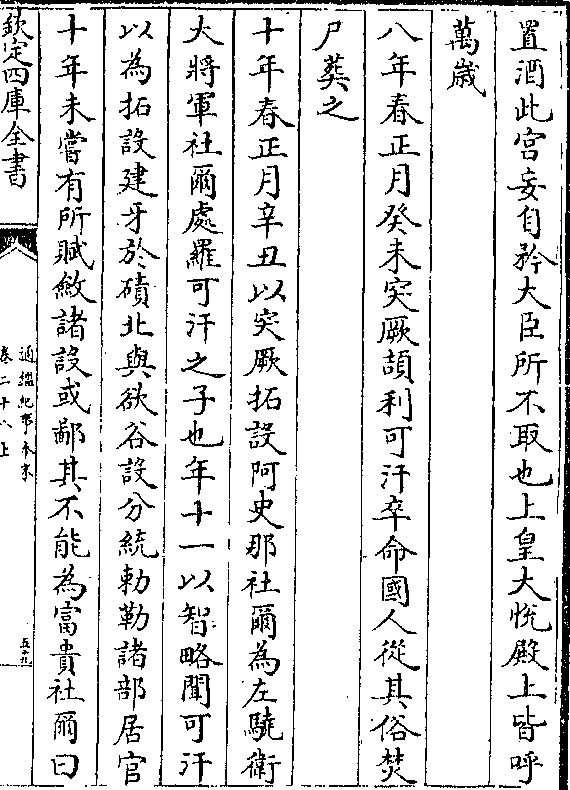 置酒此宫妄自矜大臣所不取也上皇大悅殿上皆呼
萬歲
八年春正月癸未突厥頡利可汗卒命國人從其俗焚
尸葬之
十年春正月辛丑以突厥拓設阿史那社爾為左驍衛
大將軍社爾處羅可汗之子也年十一以智略聞可汗
以為拓設建牙於磧北與欲谷設分統勅勒諸部居官
十年未嘗有所賦斂諸設或鄙其不能為富貴社爾曰
欽定四庫全書
通鑑紀事本末
卷二十八上